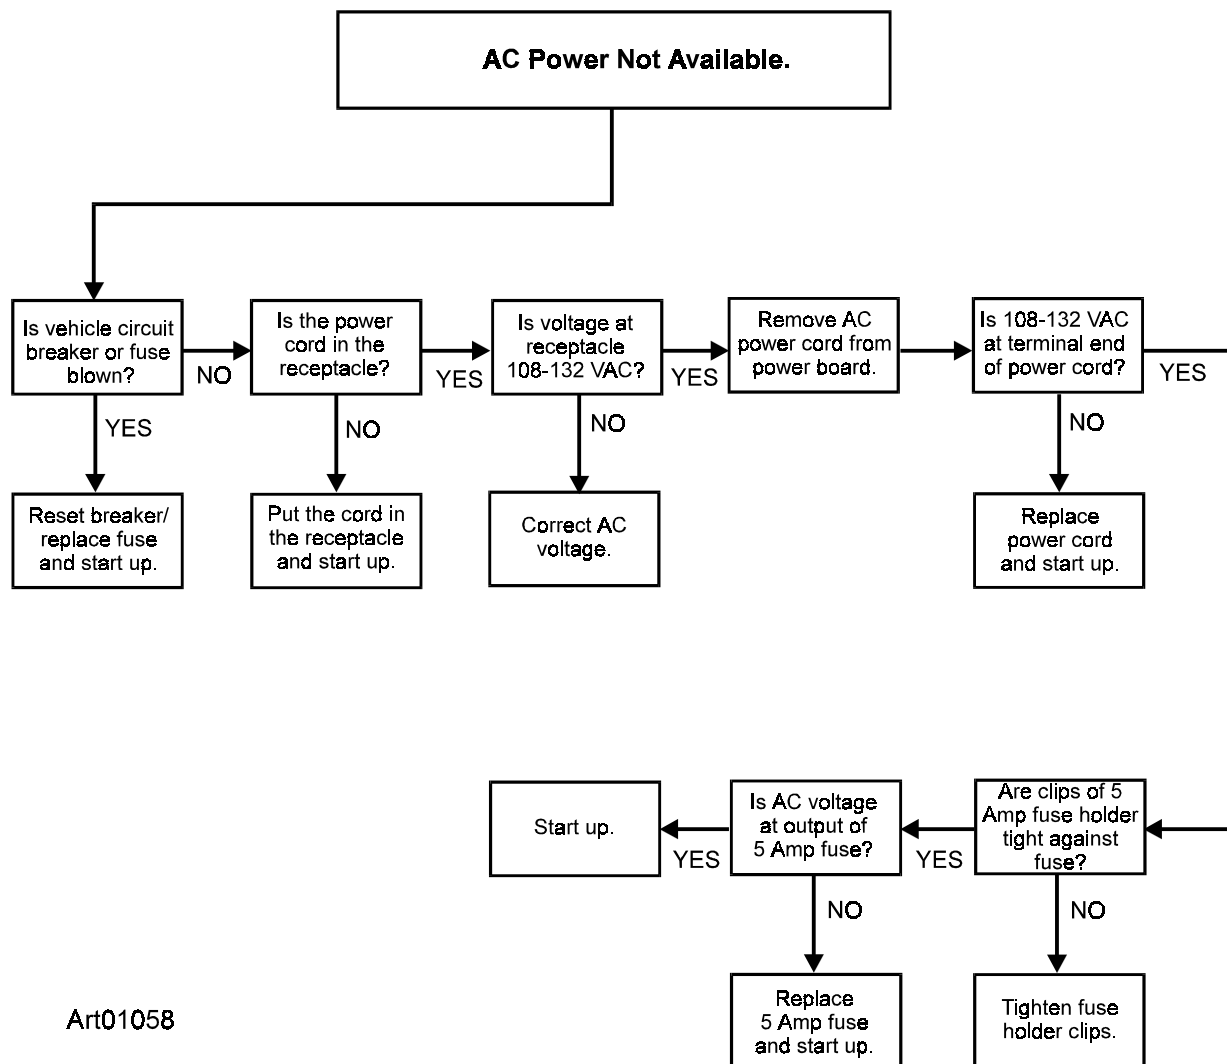 AC Power Not Available.
Is vehicle circuit
breaker or fuse
blown?
NO
Is the power
cord in the
receptacle?
YES
Is voltage at
receptacle
108-132 VAC?
YES
Remove AC
power cord from
power board.
Is 108-132 VAC
at terminal end
of power cord?
YES
YES
NO
NO
NO
Reset breaker/
replace fuse
and start up.
Put the cord in
the receptacle
and start up.
Correct AC
voltage.
Replace
power cord
and start up.
Start up.
YES
Is AC voltage
at output of
5 Amp fuse?
YES
Are clips of 5
Amp fuse holder
tight against
fuse?
NO
NO
Replace
5 Amp fuse
and start up.
Tighten fuse
holder clips.
Art01058